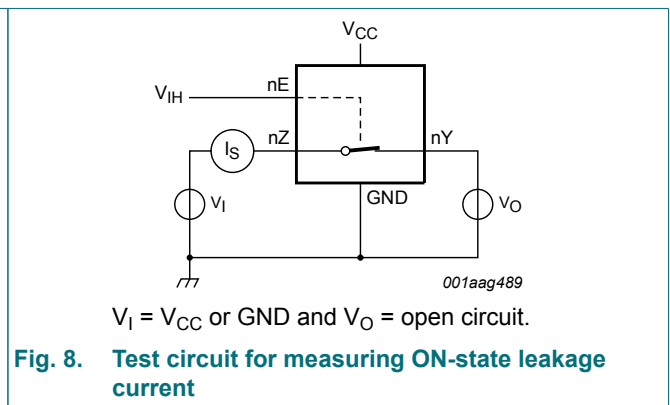 VCC
nE
VIH
IS
nZ
nY
VI
GND
VO
001aag489
VI = VCC or GND and VO = open circuit.
Fig. 8. Test circuit for measuring ON-state leakage
current